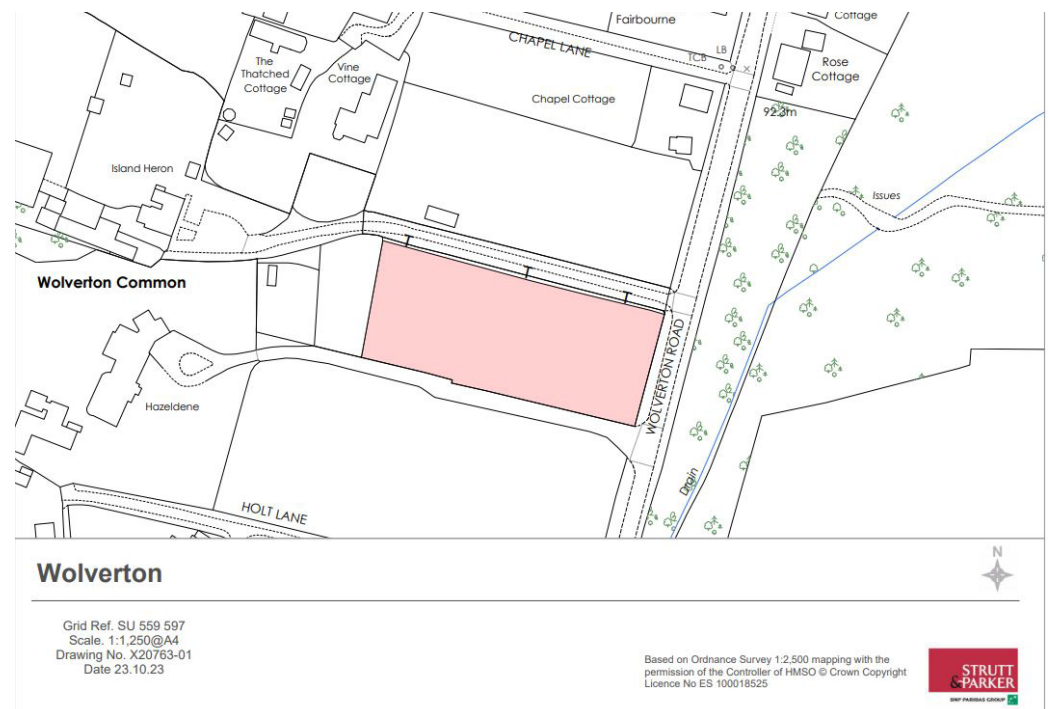 Fairbourne
Cottage
CHAPEL LANE
LB
TCB
The
Thatched
Cottage
Vine
Cottage
Rose
Cottage
Chapel Cottage
92.3m
Island Heron
Issues
Wolverton Common
WOLVERTON ROAD
Hazeldene
Drain
HOLT LANE
Wolverton
N
Grid Ref. SU 559 597
Scale. 1:1,250@A4
Drawing No. X20763-01
Date 23.10.23
Based on Ordnance Survey 1:2,500 mapping with the
permission of the Controller of HMSO © Crown Copyright
Licence No ES 100018525
STRUTT
&PARKER
BNP PARIBAS GROUP